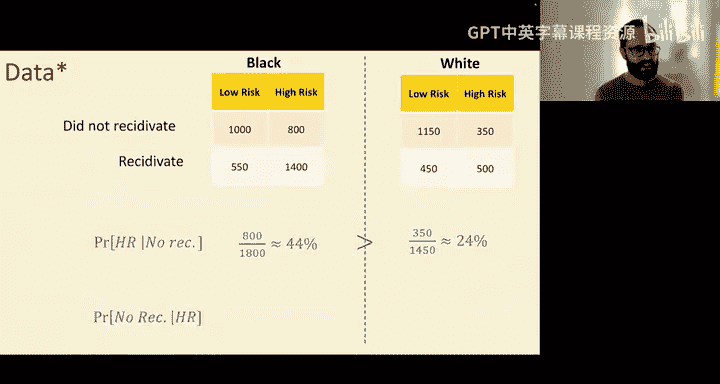 GPT中英字幕课程资源 bilibili
Data*
Black
White
Low Risk High Risk
Low Risk High Risk
Did not recidivate 1000 800 1150 350
Recidivate 550 1400 450 500
Pr[HR |No rec.] 800/1800 ≈ 44% > 350/1450 ≈ 24%
Pr[No Rec. |HR]